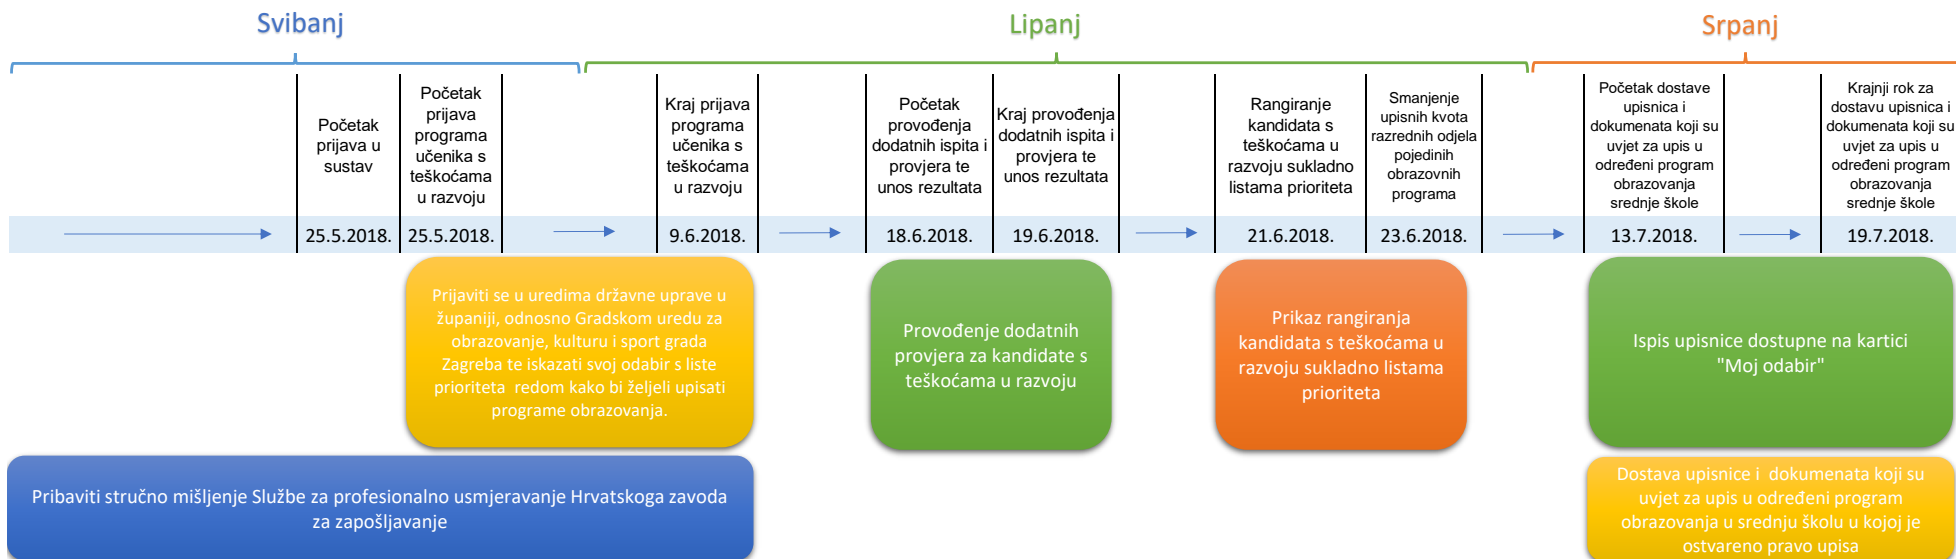 Svibanj
Lipanj
Srpanj
Početak
prijava u
sustav
Početak
prijava
programa
učenika s
teškoćama
u razvoju
Kraj prijava
programa
učenika s
teškoćama
u razvoju
Početak
provođenja
dodatnih ispita i
provjera te
unos rezultata
Kraj provođenja
dodatnih ispita i
provjera te
unos rezultata
Rangiranje
kandidata s
teškoćama u
razvoju sukladno
listama prioriteta
Smanjenje
upisnih kvota
razrednih odjela
pojedinih
obrazovnih
programa
Početak dostave
upisnica i
dokumenata koji su
uvjet za upis u
određeni program
obrazovanja
srednje škole
Krajnji rok za
dostavu upisnica i
dokumenata koji su
uvjet za upis u
određeni program
obrazovanja
srednje škole
25.5.2018.
25.5.2018.
9.6.2018.
18.6.2018.
19.6.2018.
21.6.2018.
23.6.2018.
13.7.2018.
19.7.2018.
Prijaviti se u uredima državne uprave u
županiji, odnosno Gradskom uredu za
obrazovanje, kulturu i sport grada
Zagreba te iskazati svoj odabir s liste
prioriteta redom kako bi željeli upisati
programe obrazovanja.
Provođenje dodatnih
provjera za kandidate s
teškoćama u razvoju
Prikaz rangiranja
kandidata s teškoćama u
razvoju sukladno listama
prioriteta
Ispis upisnice dostupne na kartici
"Moj odabir"
Pribaviti stručno mišljenje Službe za profesionalno usmjeravanje Hrvatskoga zavoda
za zapošljavanje
Dostava upisnice i dokumenata koji su
uvjet za upis u određeni program
obrazovanja u srednju školu u kojoj je
ostvareno pravo upisa